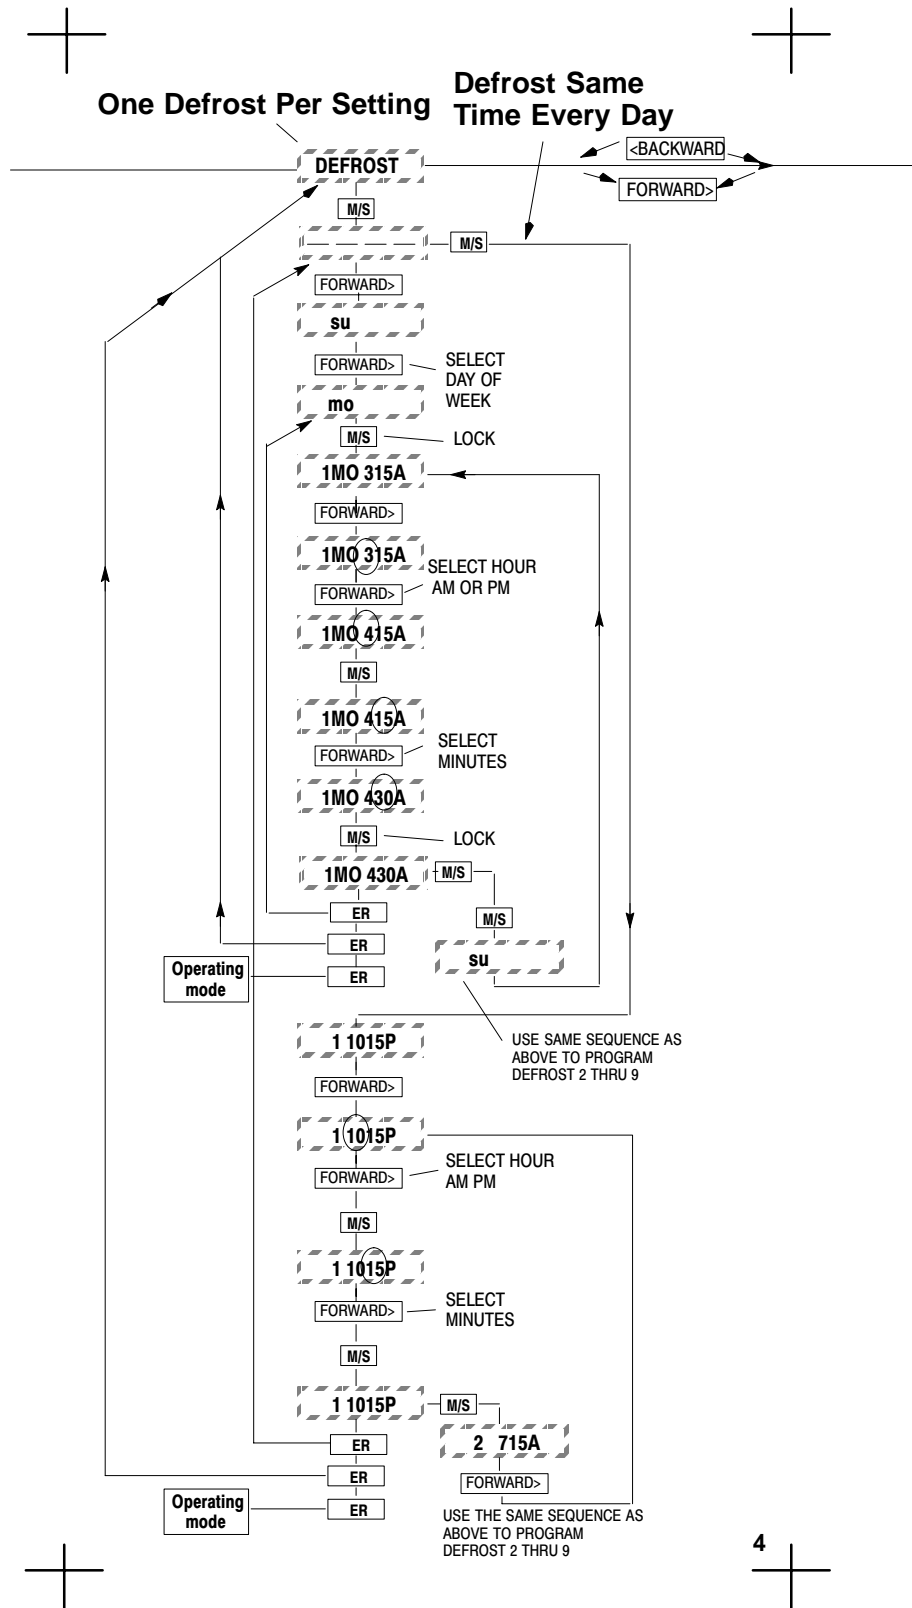 One Defrost Per Setting
Defrost Same
Time Every Day
<BACKWARD
DEFROST
FORWARD>
M/S
— — — — — —
M/S
FORWARD>
su
FORWARD>
SELECT
DAY OF
WEEK
mo
M/S
LOCK
1MO 315A
FORWARD>
1MO 315A
SELECT HOUR
AM OR PM
FORWARD>
1MO 415A
M/S
1MO 415A
FORWARD>
SELECT
MINUTES
1MO 430A
M/S
LOCK
1MO 430A
M/S
ER
M/S
ER
su
Operating
mode
ER
1 1015P
USE SAME SEQUENCE AS
ABOVE TO PROGRAM
DEFROST 2 THRU 9
FORWARD>
1 1015P
FORWARD>
SELECT HOUR
AM PM
M/S
1 1015P
FORWARD>
SELECT
MINUTES
M/S
1 1015P
M/S
ER
2 715A
ER
FORWARD>
Operating
mode
ER
USE THE SAME SEQUENCE AS
ABOVE TO PROGRAM
DEFROST 2 THRU 9
4